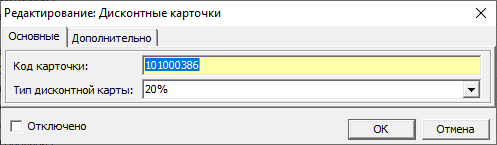 Редактирование: Дисконтные карточки
Основные Дополнительно
Код карточки: 101000386
Тип дисконтной карты: 20%
Отключено OK Отмена